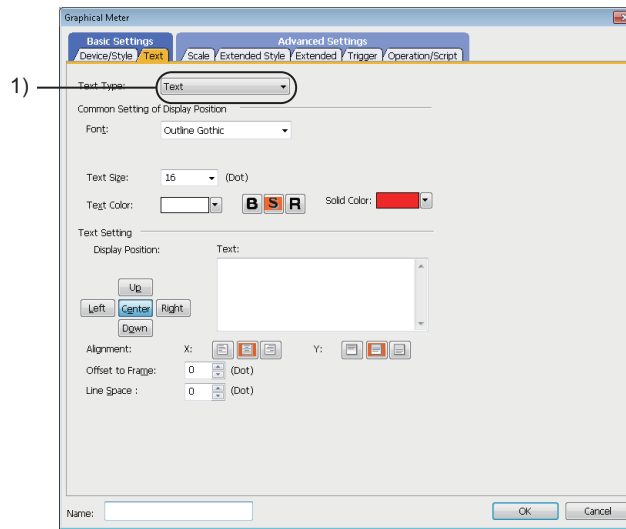 Graphical Meter
Basic Settings Advanced Settings
Device/Style Text Scale Extended Style Extended Trigger Operation/Script
1) Text Type: Text
Common Setting of Display Position
Font: Outline Gothic
Text Size: 16 (Dot)
Text Color: B S R Solid Color:
Text Setting
Display Position: Text:
Up
Left Center Right
Down
Alignment: X: Y:
Offset to Frame: 0 (Dot)
Line Space : 0 (Dot)
Name: OK Cancel